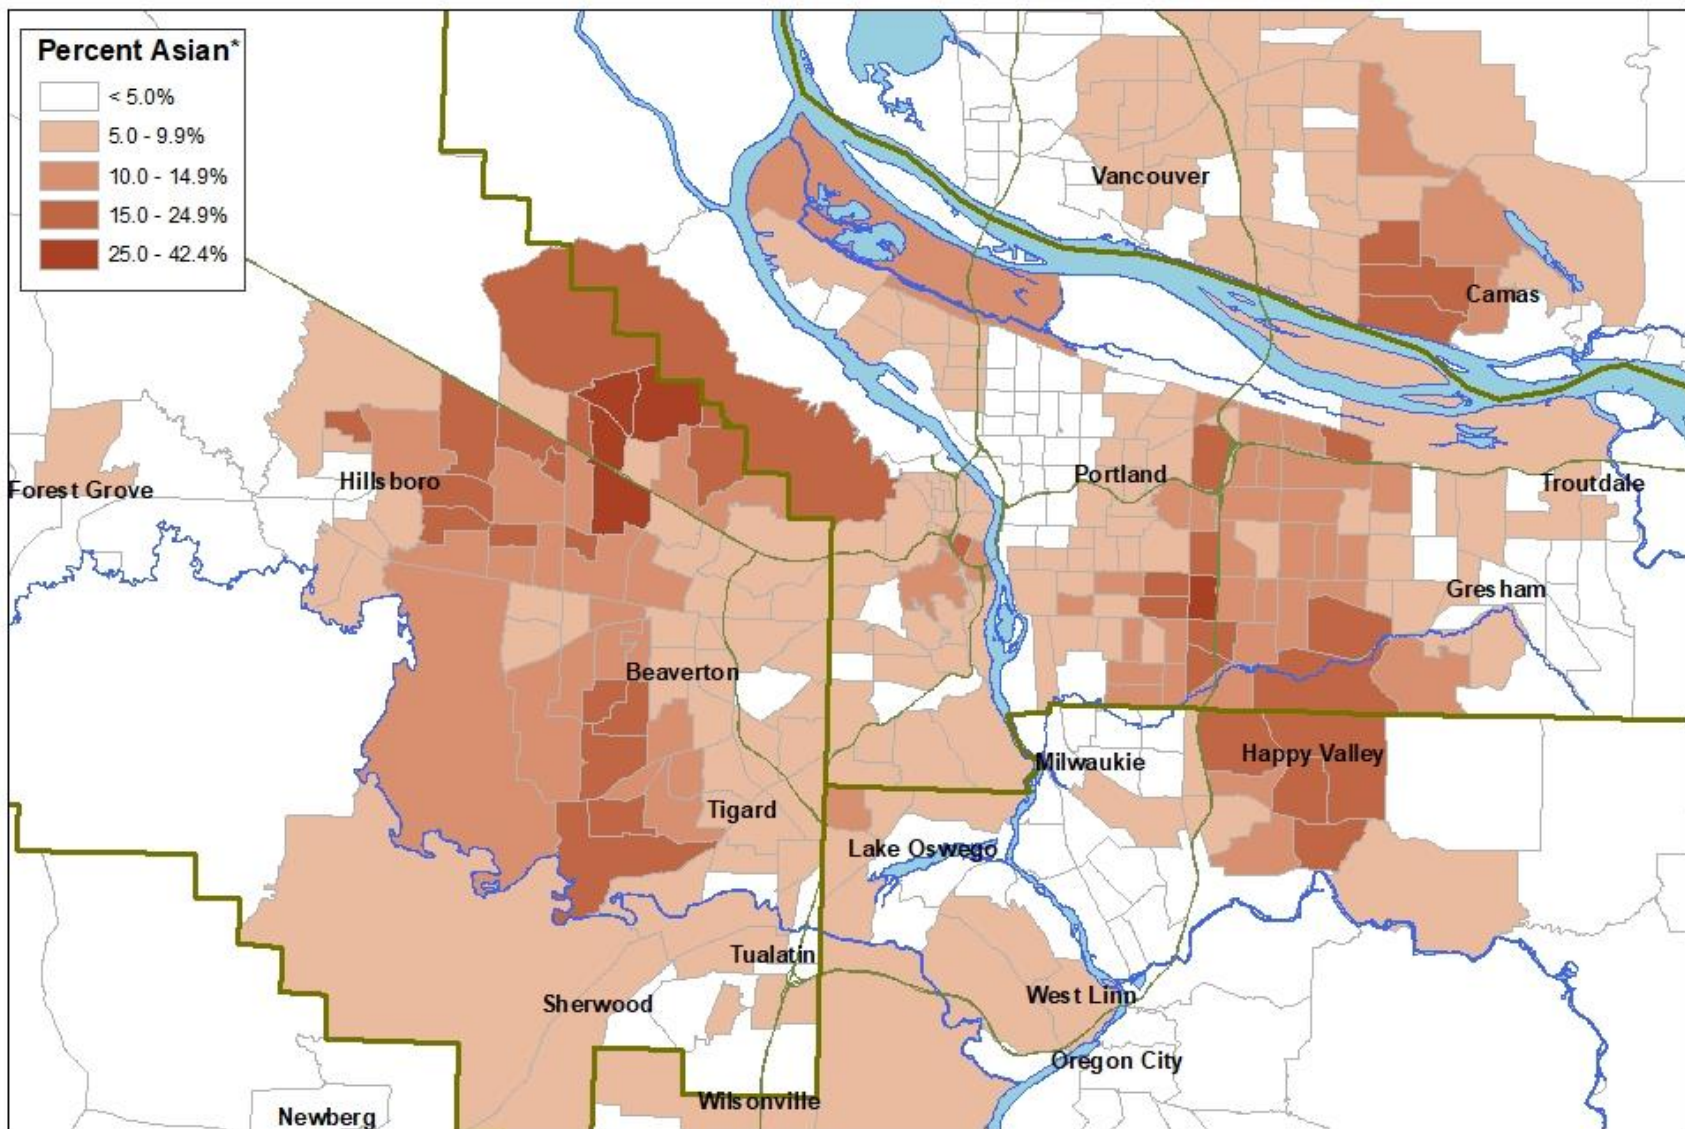 Percent Asian*
< 5.0%
5.0 - 9.9%
10.0 - 14.9%
15.0 - 24.9%
25.0 - 42.4%
Vancouver
Camas
Portland
Hillsboro
Forest Grove
Troutdale
Gresham
Beaverton
Happy Valley
Milwaukie
Tigard
Lake Oswego
Tualatin
West Linn
Sherwood
Oregon City
Wilsonville
Newberg